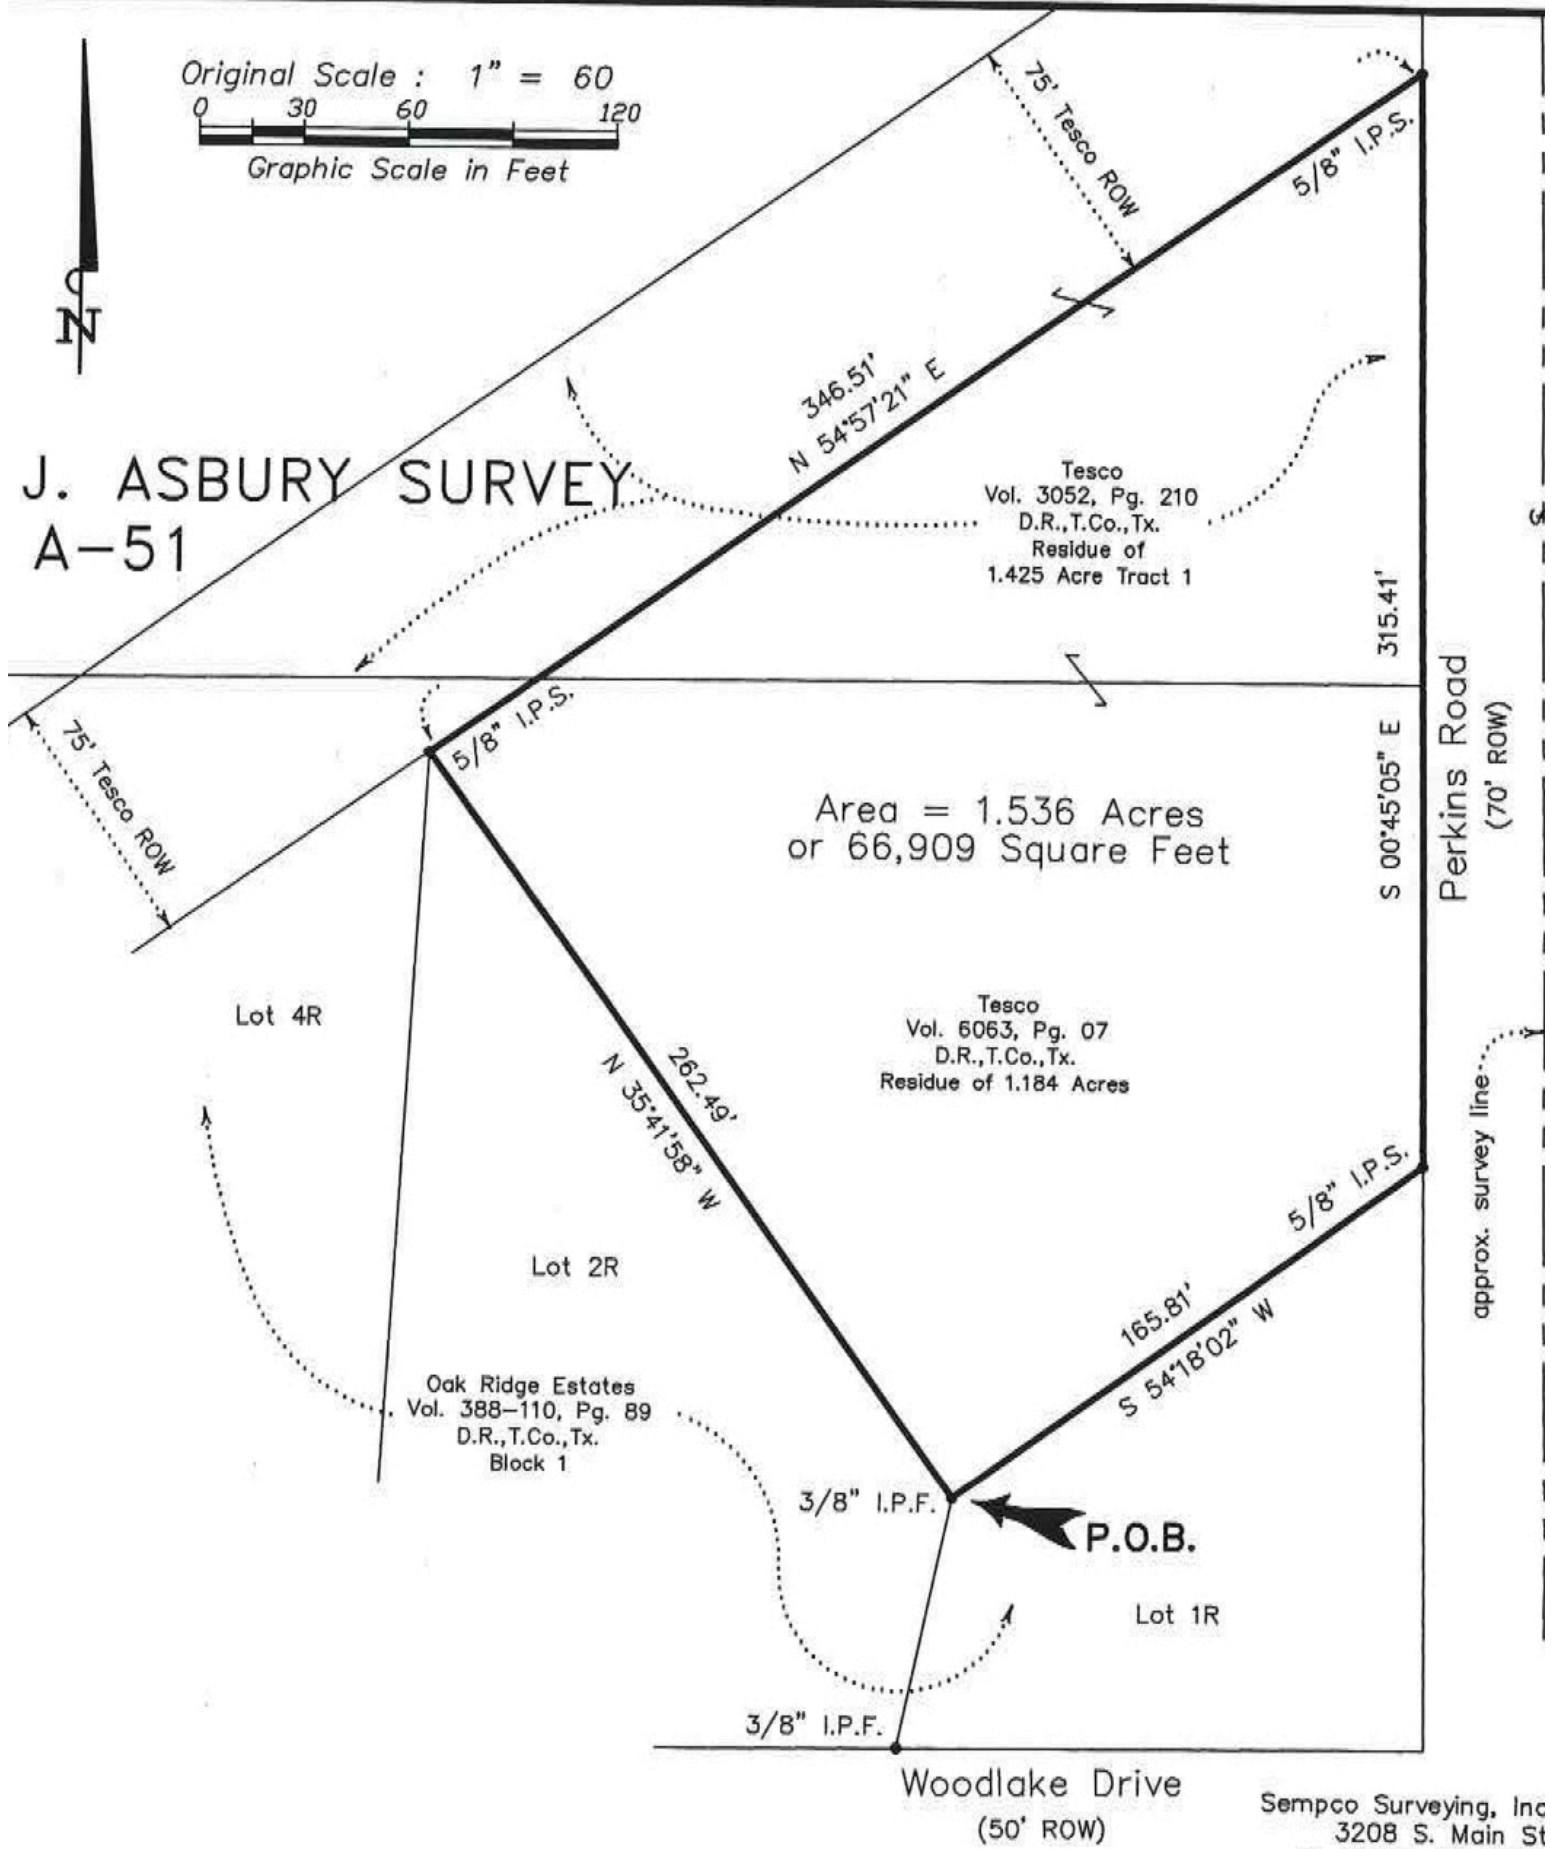 Original Scale : 1" = 60
0 30 60 120
Graphic Scale in Feet
N
75' Tesco ROW
5/8" I.P.S.
346.51'
N 54°57'21" E
J. ASBURY SURVEY
A-51
Tesco
Vol. 3052, Pg. 210
D.R.,T.Co.,Tx.
Residue of
1.425 Acre Tract 1
315.41'
S 00°45'05" E
Perkins Road
(70' ROW)
5/8" I.P.S.
75' Tesco ROW
Area = 1.536 Acres
or 66,909 Square Feet
Lot 4R
Tesco
Vol. 6063, Pg. 07
D.R.,T.Co.,Tx.
Residue of 1.184 Acres
262.49'
N 35°41'58" W
approx. survey line
5/8" I.P.S.
Lot 2R
165.81'
S 54°18'02" W
Oak Ridge Estates
Vol. 388-110, Pg. 89
D.R.,T.Co.,Tx.
Block 1
3/8" I.P.F.
P.O.B.
Lot 1R
3/8" I.P.F.
Woodlake Drive
(50' ROW)
Sempco Surveying, Inc
3208 S. Main St